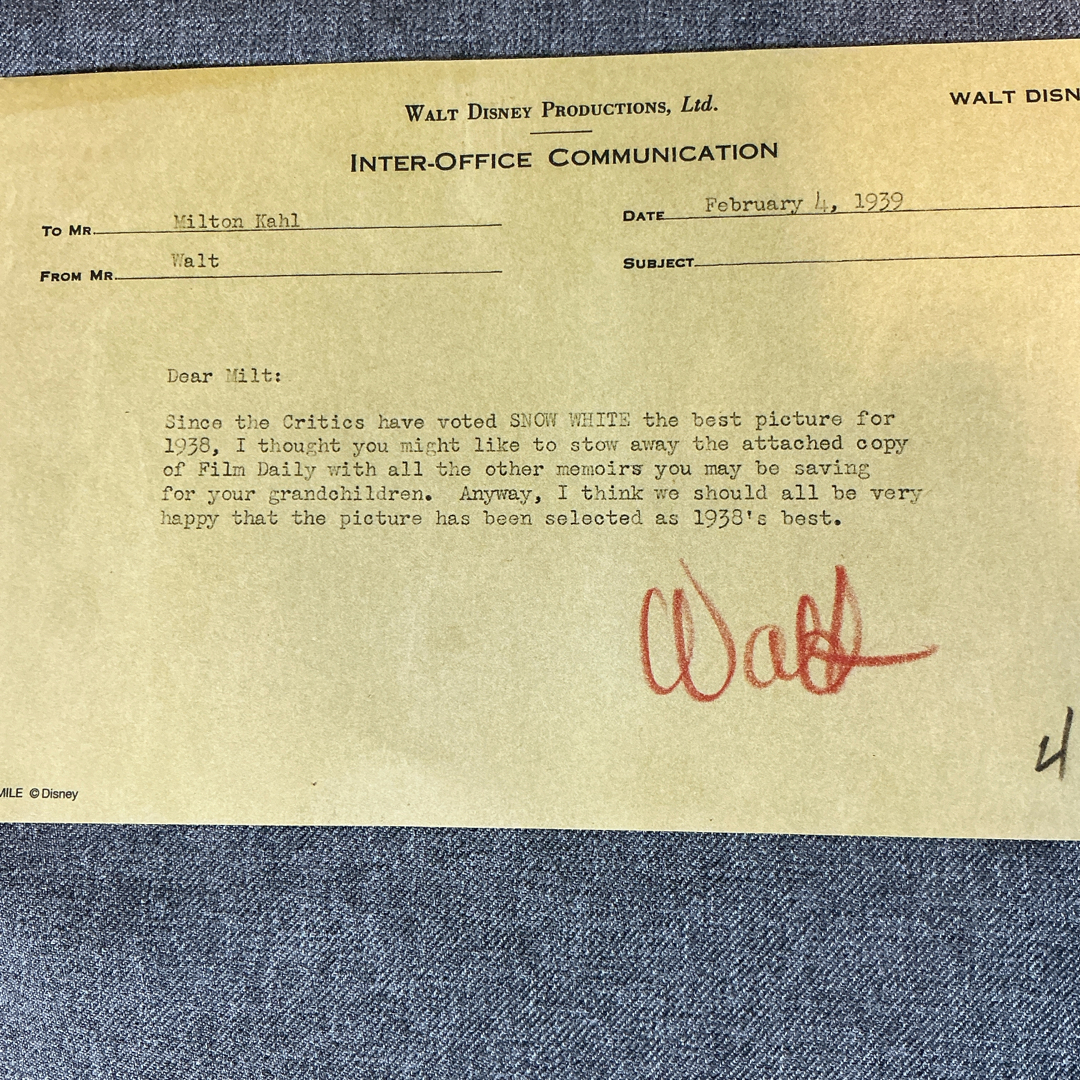 WALT DISNEY PRODUCTIONS, Ltd.
WALT DISN
INTER-OFFICE COMMUNICATION
TO MR. Milton Kahl
DATE February 4, 1939
FROM MR. Walt
SUBJECT
Dear Milt:
Since the Critics have voted SNOW WHITE the best picture for
1938, I thought you might like to stow away the attached copy
of Film Daily with all the other memoirs you may be saving
for your grandchildren. Anyway, I think we should all be very
happy that the picture has been selected as 1938's best.
Walt
4
MILE © Disney